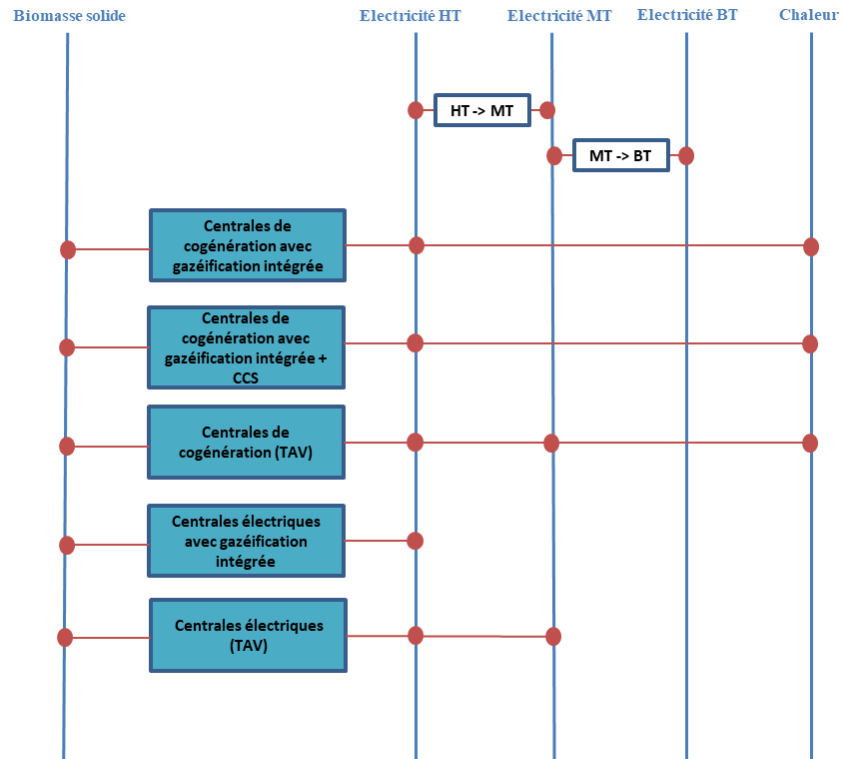 Biomasse solide Electricité HT Electricité MT Electricité BT Chaleur
HT -> MT
MT -> BT
Centrales de
cogénération avec
gazéification intégrée
Centrales de
cogénération avec
gazéification intégrée +
CCS
Centrales de
cogénération (TAV)
Centrales électriques
avec gazéification
intégrée
Centrales électriques
(TAV)